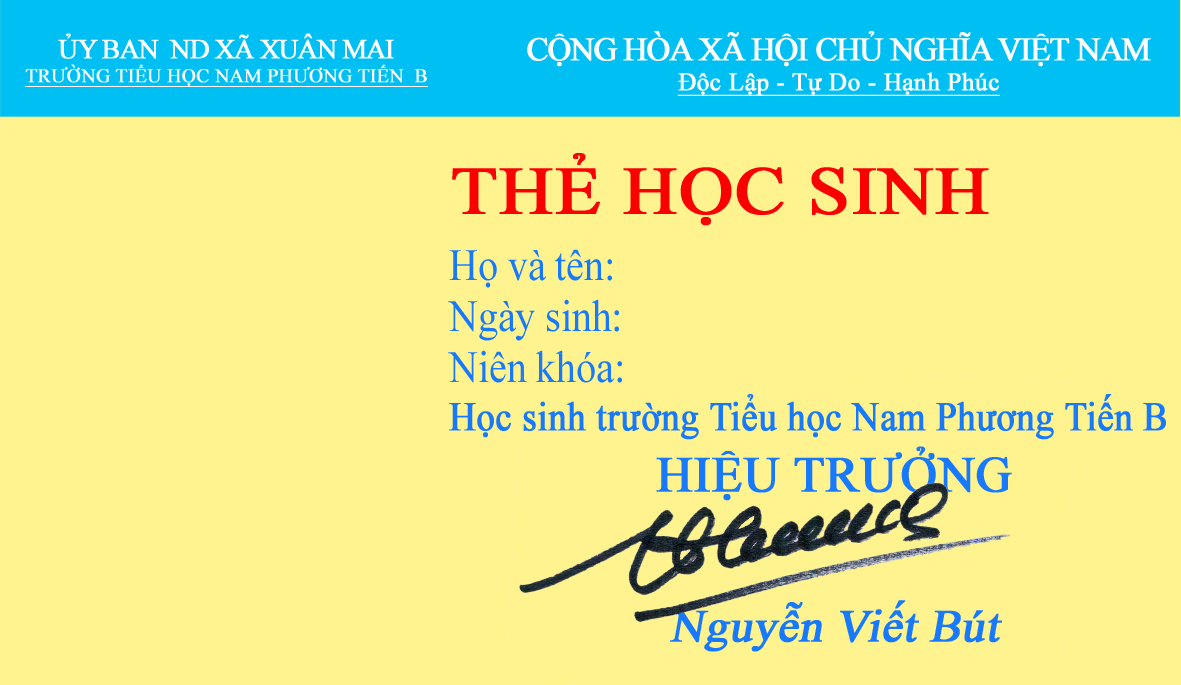 ỦY BAN ND XÃ XUÂN MAI
TRƯỜNG TIỂU HỌC NAM PHƯƠNG TIẾN B
CỘNG HÒA XÃ HỘI CHỦ NGHĨA VIỆT NAM
Độc Lập - Tự Do - Hạnh Phúc
THẺ HỌC SINH
Họ và tên:
Ngày sinh:
Niên khóa:
Học sinh trường Tiểu học Nam Phương Tiến B
HIỆU TRƯỞNG
Nguyễn Viết Bút